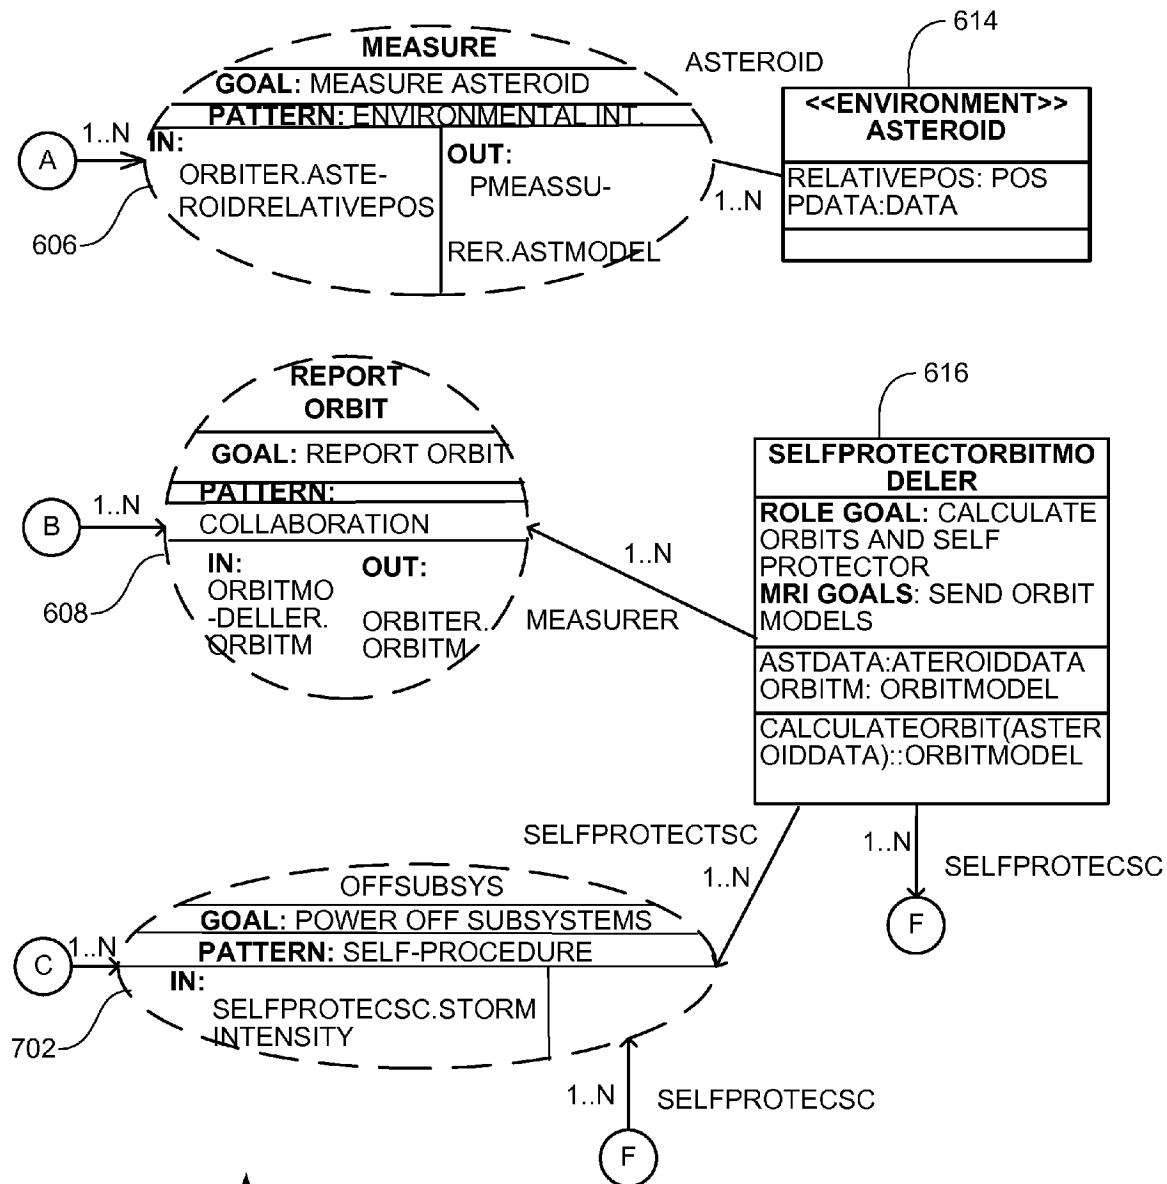 614
MEASURE
GOAL: MEASURE ASTEROID
PATTERN: ENVIRONMENTAL INT.
IN:
ORBITER.ASTE-
ROIDRELATIVEPOS
OUT:
PMEASSU-
RER.ASTMODEL
A
1..N
606
ASTEROID
1..N
<<ENVIRONMENT>>
ASTEROID
RELATIVEPOS: POS
PDATA:DATA
REPORT
ORBIT
GOAL: REPORT ORBIT
PATTERN:
COLLABORATION
IN:
ORBITMO
-DELLER.
ORBITM
OUT:
ORBITER.
ORBITM
B
1..N
608
1..N
MEASURER
616
SELFPROTECTORBITMO
DELER
ROLE GOAL: CALCULATE
ORBITS AND SELF
PROTECTOR
MRI GOALS: SEND ORBIT
MODELS
ASTDATA:ATEROIDDATA
ORBITM: ORBITMODEL
CALCULATEORBIT(ASTER
OIDDATA)::ORBITMODEL
SELFPROTECTSC
1..N
1..N
SELFPROTECSC
F
OFFSUBSYS
GOAL: POWER OFF SUBSYSTEMS
PATTERN: SELF-PROCEDURE
IN:
SELFPROTECSC.STORM
INTENSITY
C
1..N
702
1..N
SELFPROTECSC
F